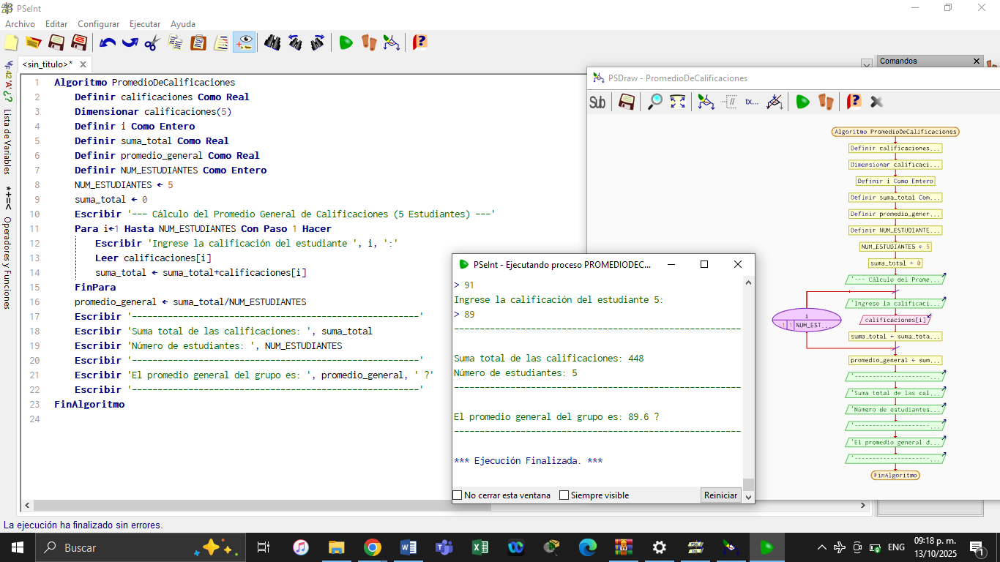 PSeInt
Archivo Editar Configurar Ejecutar Ayuda
<sin_titulo>*
Comandos
Lista de Variables
*+=< Operadores y Funciones
1 Algoritmo PromedioDeCalificaciones
2 Definir calificaciones Como Real
3 Dimensionar calificaciones(5)
4 Definir i Como Entero
5 Definir suma_total Como Real
6 Definir promedio_general Como Real
7 Definir NUM_ESTUDIANTES Como Entero
8 NUM_ESTUDIANTES ← 5
9 suma_total ← 0
10 Escribir '--- Cálculo del Promedio General de Calificaciones (5 Estudiantes) ---'
11 Para i←1 Hasta NUM_ESTUDIANTES Con Paso 1 Hacer
12 Escribir 'Ingrese la calificación del estudiante ', i, ':'
13 Leer calificaciones[i]
14 suma_total ← suma_total+calificaciones[i]
15 FinPara
16 promedio_general ← suma_total/NUM_ESTUDIANTES
17 Escribir '--------------------------------------------------------'
18 Escribir 'Suma total de las calificaciones: ', suma_total
19 Escribir 'Número de estudiantes: ', NUM_ESTUDIANTES
20 Escribir '--------------------------------------------------------'
21 Escribir 'El promedio general del grupo es: ', promedio_general, ' ?'
22 Escribir '--------------------------------------------------------'
23 FinAlgoritmo
24
PSDraw - PromedioDeCalificaciones
Sub
tx...
Algoritmo PromedioDeCalificaciones
Definir calificaciones...
Dimensionar calificaci...
Definir i Como Entero
Definir suma_total Com...
Definir promedio_gener...
Definir NUM_ESTUDIANTE...
NUM_ESTUDIANTES ← 5
suma_total ← 0
'--- Cálculo del Prome...
'Ingrese la calificaci...
i
1 1 NUM_EST...
calificaciones[i]
suma_total ← suma_tota...
promedio_general ← sum...
'---------------------...
'Suma total de las cal...
'Número de estudiantes...
'---------------------...
'El promedio general d...
'---------------------...
FinAlgoritmo
PSeInt - Ejecutando proceso PROMEDIODEC...
> 91
Ingrese la calificación del estudiante 5:
> 89
--------------------------------------------------------
Suma total de las calificaciones: 448
Número de estudiantes: 5
--------------------------------------------------------
El promedio general del grupo es: 89.6 ?
--------------------------------------------------------
*** Ejecución Finalizada. ***
No cerrar esta ventana Siempre visible Reiniciar
La ejecución ha finalizado sin errores.
Buscar
ENG
09:18 p. m.
13/10/2025
1